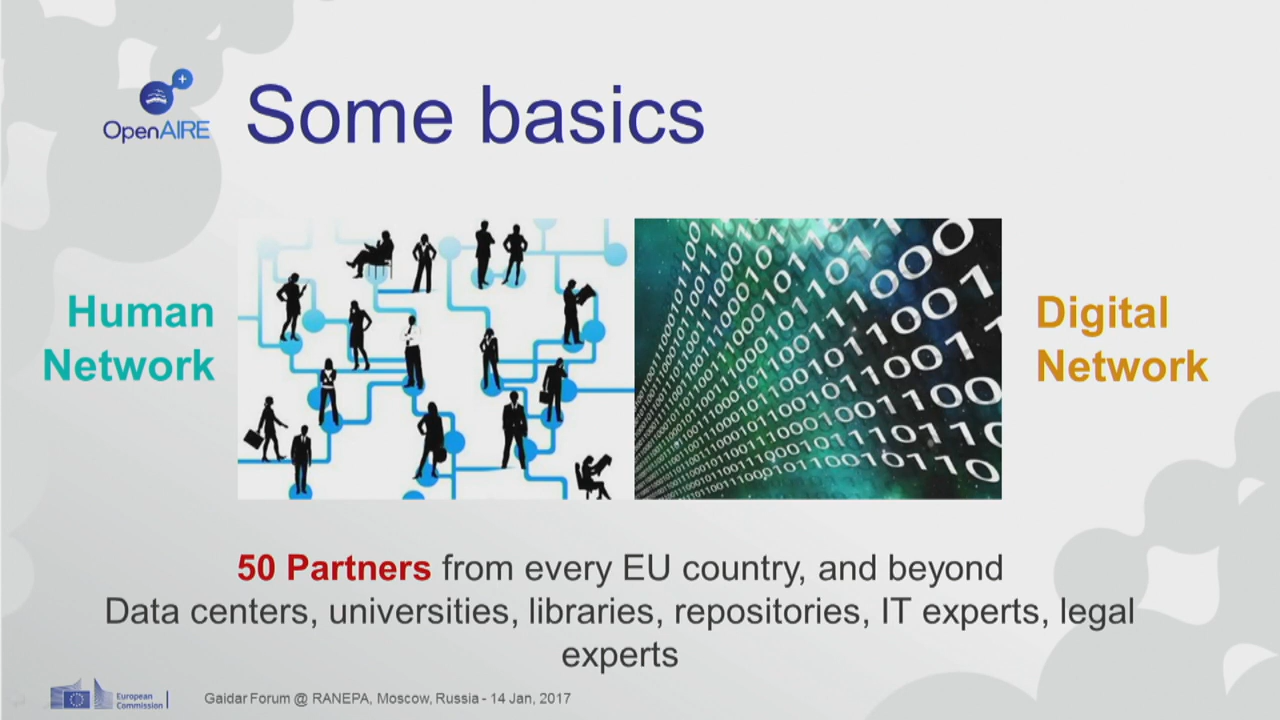 OpenAIRE
Some basics
Human
Network
Digital
Network
50 Partners from every EU country, and beyond
Data centers, universities, libraries, repositories, IT experts, legal
experts
European
Commission
Gaidar Forum @ RANEPA, Moscow, Russia - 14 Jan, 2017